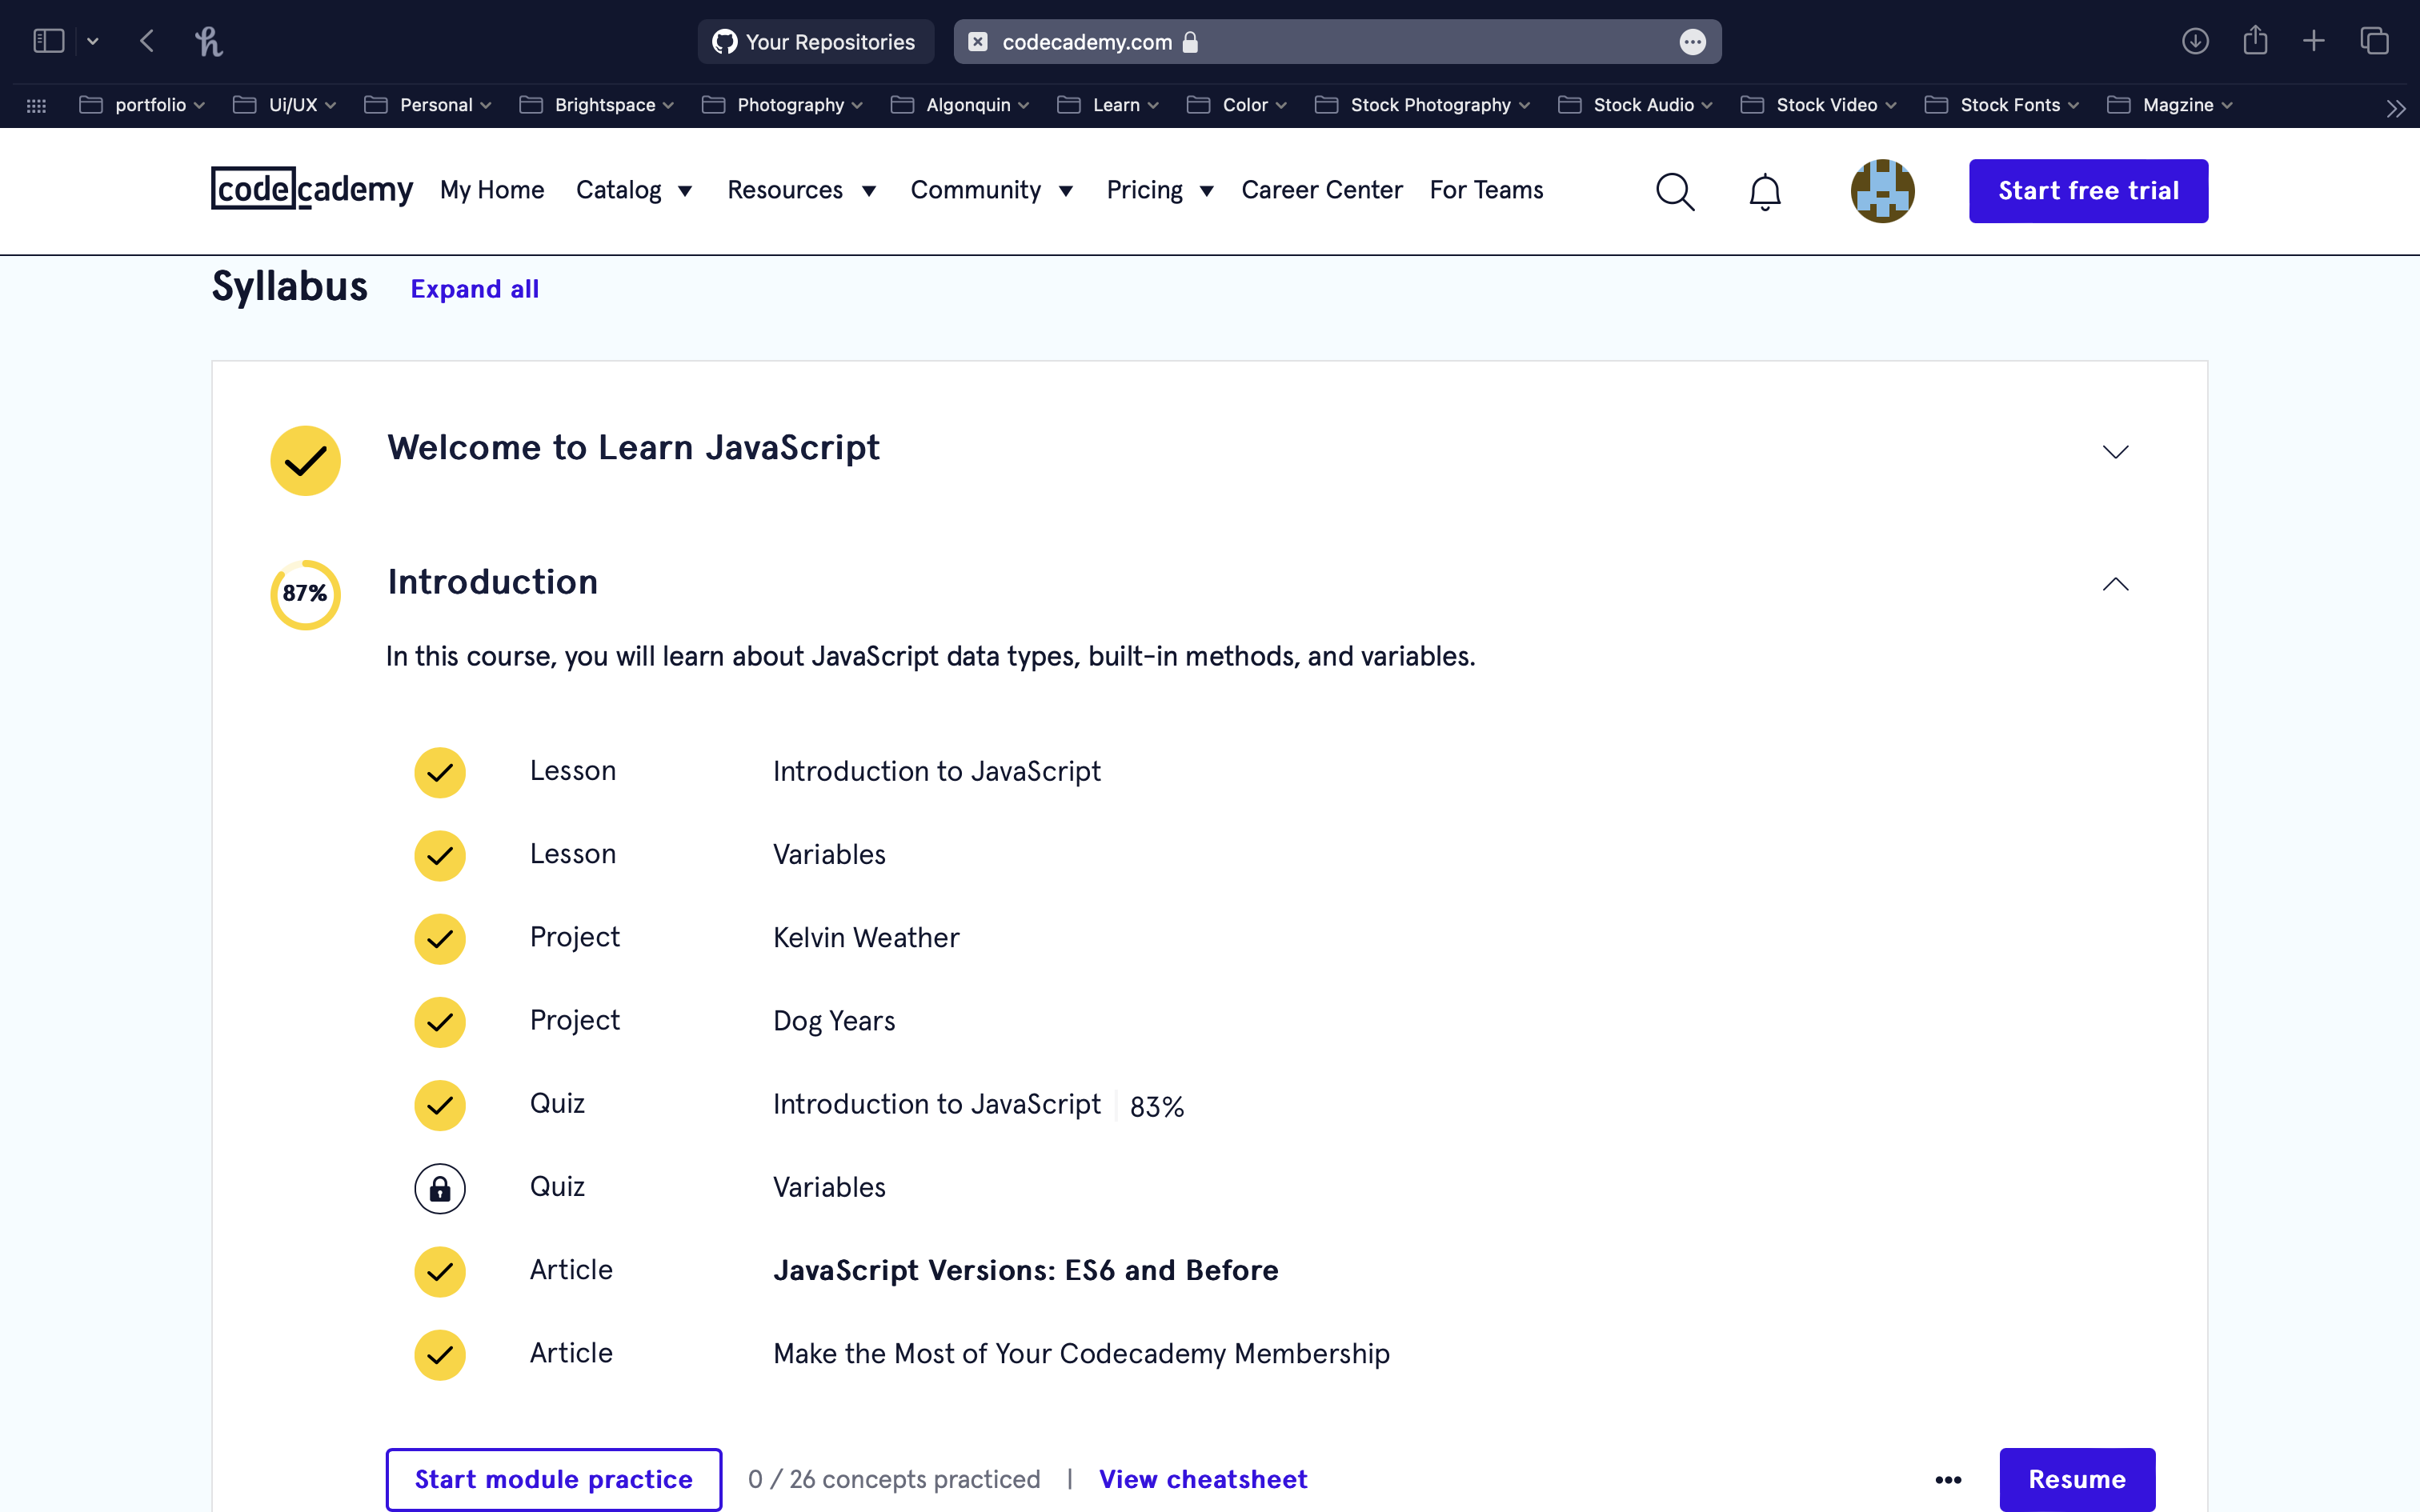 Your Repositories codecademy.com
portfolio Ui/UX Personal Brightspace Photography Algonquin Learn Color Stock Photography Stock Audio Stock Video Stock Fonts Magzine
codecademy My Home Catalog Resources Community Pricing Career Center For Teams Start free trial
Syllabus Expand all
Welcome to Learn JavaScript
87% Introduction
In this course, you will learn about JavaScript data types, built-in methods, and variables.
Lesson Introduction to JavaScript
Lesson Variables
Project Kelvin Weather
Project Dog Years
Quiz Introduction to JavaScript 83%
Quiz Variables
Article JavaScript Versions: ES6 and Before
Article Make the Most of Your Codecademy Membership
Start module practice 0 / 26 concepts practiced | View cheatsheet ••• Resume